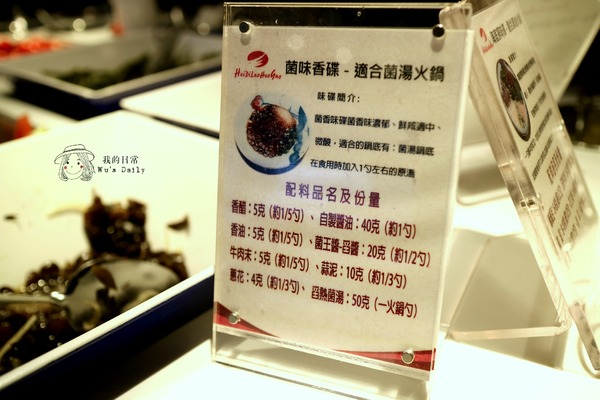 HaiDiLaoHuoGuo
菌味香碟 - 適合菌湯火鍋
味碟簡介:
菌香味碟菌香味濃郁、鮮咸適中、
微酸，適合的鍋底有：菌湯鍋底
在食用時加入1勺左右的原湯
配料品名及份量
香醋：5克（約1/5勺）、自製醬油：40克（約1勺）
香油：5克（約1/5勺）、菌王醬-舀醬：20克（約1/2勺）
牛肉末：5克（約1/5勺）、蒜泥：10克（約1/3勺）
蔥花：4克（約1/3勺）、舀熱菌湯：50克（一火鍋勺）
我的日常
Wu's Daily